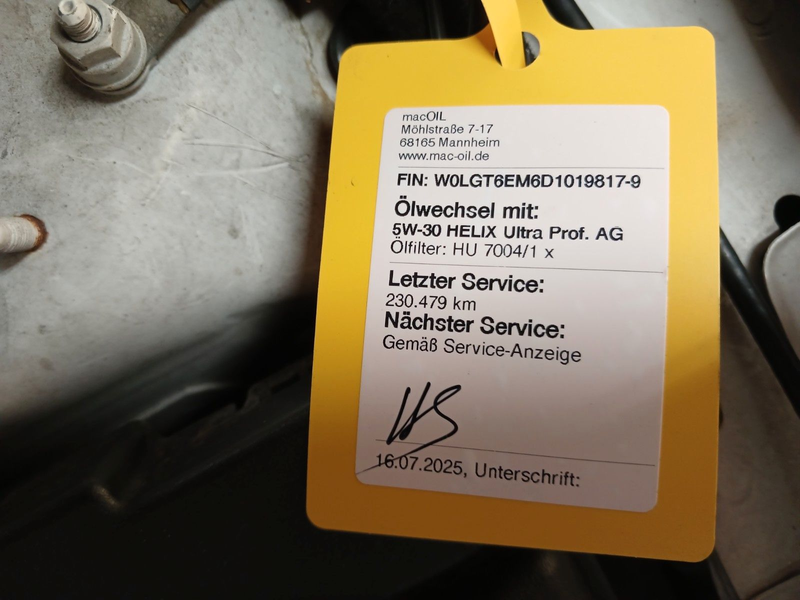 macOIL
Möhlstraße 7-17
68165 Mannheim
www.mac-oil.de
FIN: W0LGT6EM6D1019817-9
Ölwechsel mit:
5W-30 HELIX Ultra Prof. AG
Ölfilter: HU 7004/1 x
Letzter Service:
230.479 km
Nächster Service:
Gemäß Service-Anzeige
16.07.2025, Unterschrift: